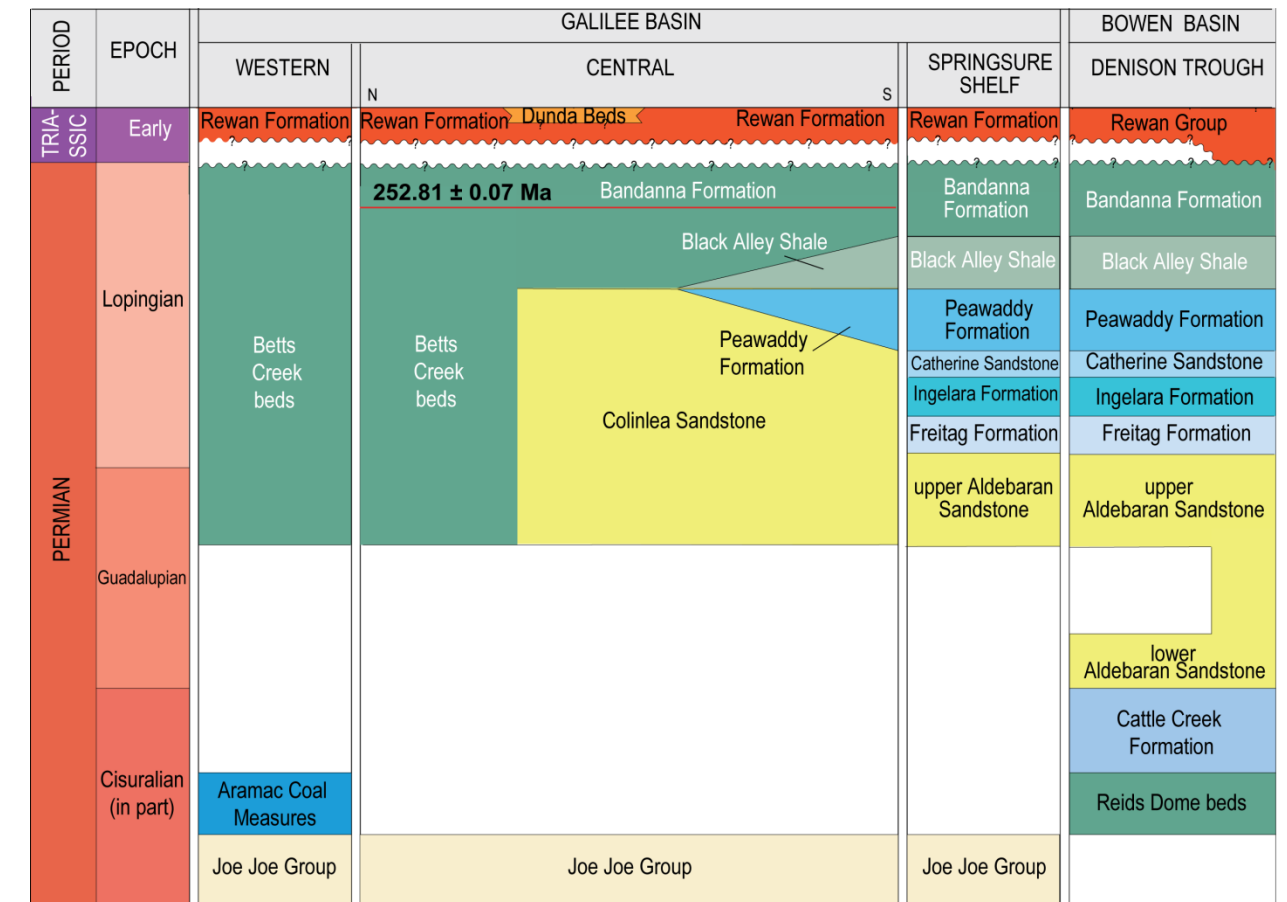 PERIOD
EPOCH
GALILEE BASIN
BOWEN BASIN
WESTERN
CENTRAL
N
S
SPRINGSURE
SHELF
DENISON TROUGH
TRIA-
SSIC
Early
Rewan Formation
Rewan Formation
Dunda Beds
Rewan Formation
Rewan Formation
Rewan Group
? ?
? ? ? ? ? ? ? ?
? ?
? ?
? ?
? ? ? ? ? ? ? ?
? ?
? ?
PERMIAN
Lopingian
Guadalupian
Cisuralian
(in part)
Betts
Creek
beds
Aramac Coal
Measures
Joe Joe Group
252.81 ± 0.07 Ma
Bandanna Formation
Black Alley Shale
Betts
Creek
beds
Peawaddy
Formation
Colinlea Sandstone
Joe Joe Group
Bandanna
Formation
Black Alley Shale
Peawaddy
Formation
Catherine Sandstone
Ingelara Formation
Freitag Formation
upper Aldebaran
Sandstone
Joe Joe Group
Bandanna Formation
Black Alley Shale
Peawaddy Formation
Catherine Sandstone
Ingelara Formation
Freitag Formation
upper
Aldebaran Sandstone
lower
Aldebaran Sandstone
Cattle Creek
Formation
Reids Dome beds